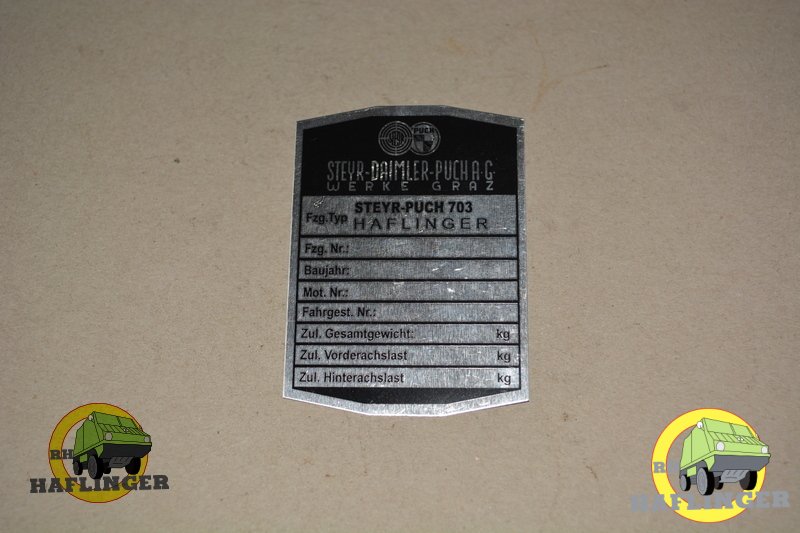 PUCH
STEYR-DAIMLER-PUCH A·G·
WERKE GRAZ
Fzg.Typ STEYR-PUCH 703
HAFLINGER
Fzg. Nr.:
Baujahr:
Mot. Nr.:
Fahrgest. Nr.:
Zul. Gesamtgewicht: kg
Zul. Vorderachslast kg
Zul. Hinterachslast kg
BH
HAFLINGER
B
HAFLINGER